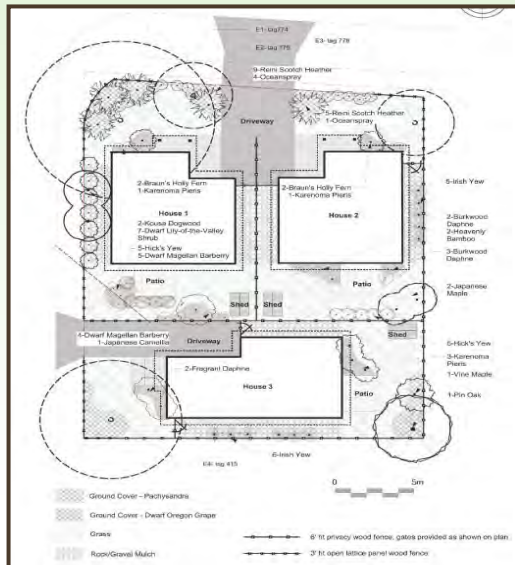 E1- tag774
E2- tag 775
E3- tag 778
9-Remi Scotch Heather
4-Oceanspray
5-Remi Scotch Heather
1-Oceanspray
Driveway
2-Braun's Holly Fern
1-Karenoma Pieris
House 1
2-Kousa Dogwood
7-Dwarf Lily-of-the-Valley
Shrub
5-Hick's Yew
5-Dwarf Magellan Barberry
2-Braun's Holly Fern
1-Karenoma Pieris
House 2
5-Irish Yew
2-Burkwood
Daphne
2-Heavenly
Bamboo
3-Burkwood
Daphne
Patio
Patio
2-Japanese
Maple
Shed
Shed
Shed
4-Dwarf Magellan Barberry
1-Japanese Camellia
Driveway
5-Hick's Yew
3-Karenoma
Pieris
1-Vine Maple
1-Pin Oak
2-Fragrant Daphne
House 3
Patio
6-Irish Yew
E4- tag 415
0
5m
Ground Cover - Pachysandra
Ground Cover - Dwarf Oregon Grape
Grass
Rock/Gravel Mulch
6' ht privacy wood fence, gates provided as shown on plan
3' ht open lattice panel wood fence